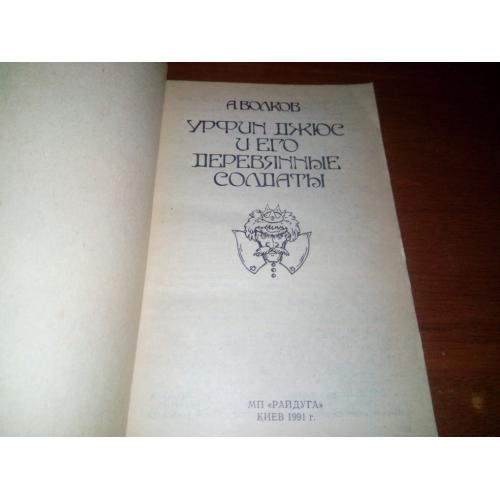 А. ВОЛКОВ
УРФИН ДЖЮС
И ЕГО
ДЕРЕВЯННЫЕ
СОЛДАТЫ
МП «РАЙДУГА»
КИЕВ 1991 г.